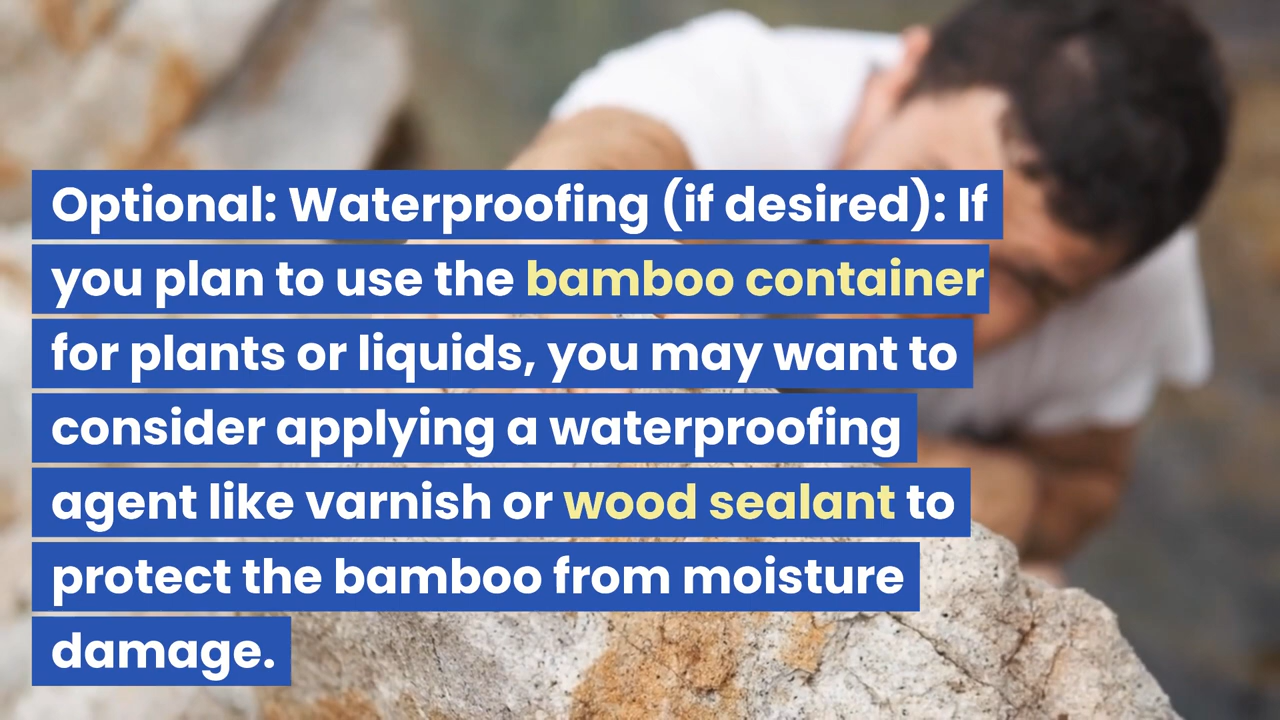 Optional: Waterproofing (if desired): If
you plan to use the bamboo container
for plants or liquids, you may want to
consider applying a waterproofing
agent like varnish or wood sealant to
protect the bamboo from moisture
damage.